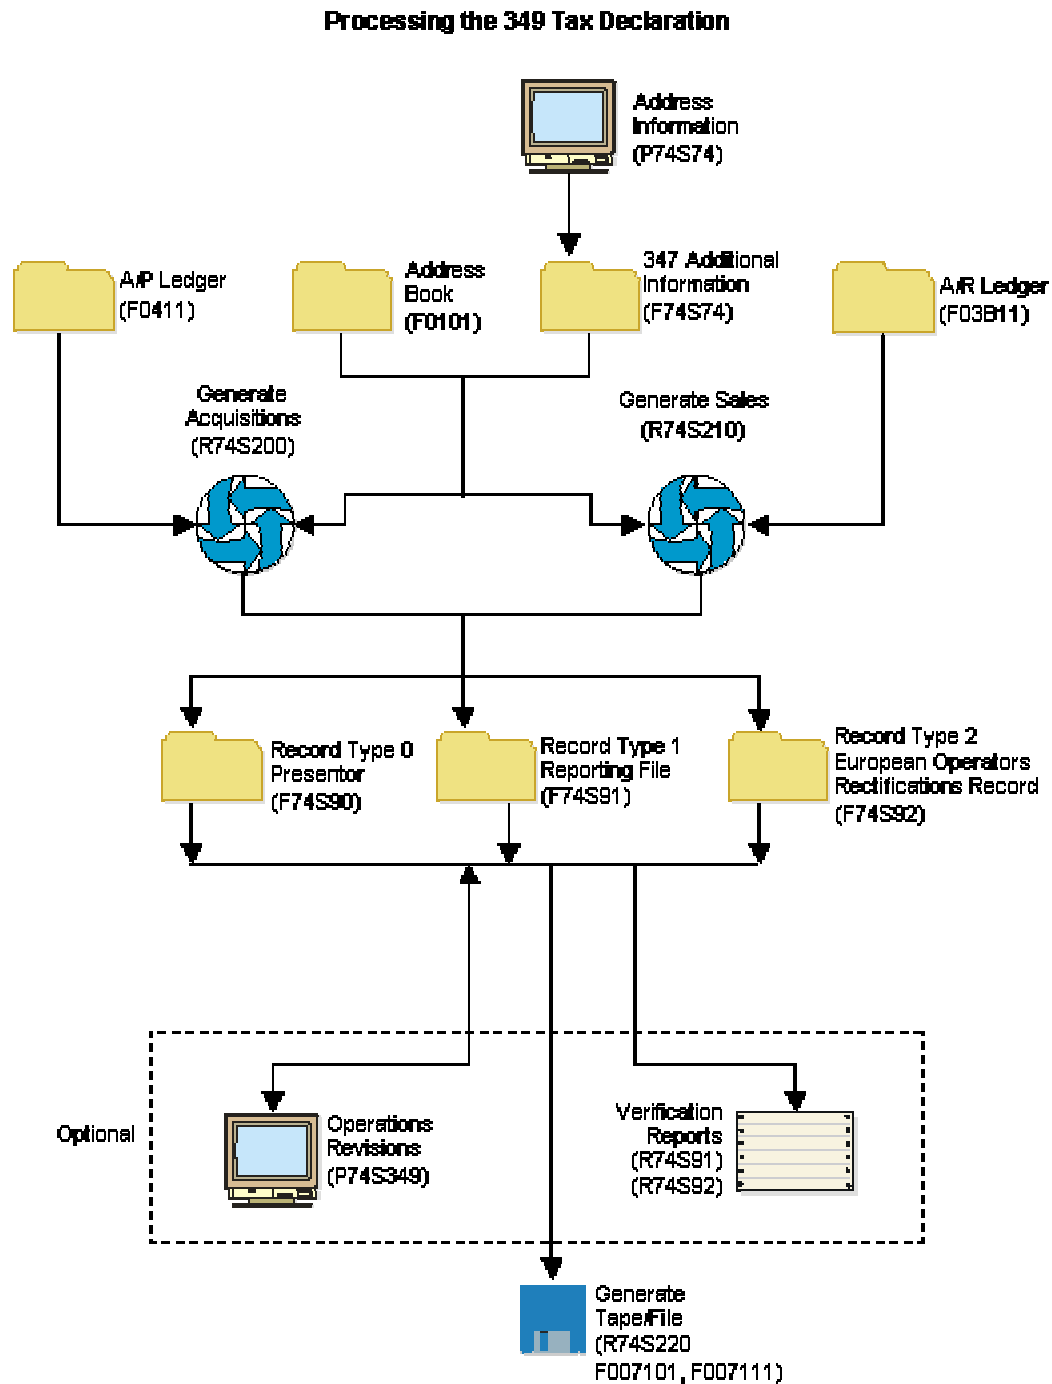 Processing the 349 Tax Declaration
Address
Information
(P74S74)
A/P Ledger
(F0411)
Address
Book
(F0101)
347 Additional
Information
(F74S74)
A/R Ledger
(F03B11)
Generate
Acquisitions
(R74S200)
Generate Sales
(R74S210)
Record Type 0
Presentor
(F74S90)
Record Type 1
Reporting File
(F74S91)
Record Type 2
European Operators
Rectifications Record
(F74S92)
Optional
Operations
Revisions
(P74S349)
Verification
Reports
(R74S91)
(R74S92)
Generate
Tape/File
(R74S220
F007101, F007111)